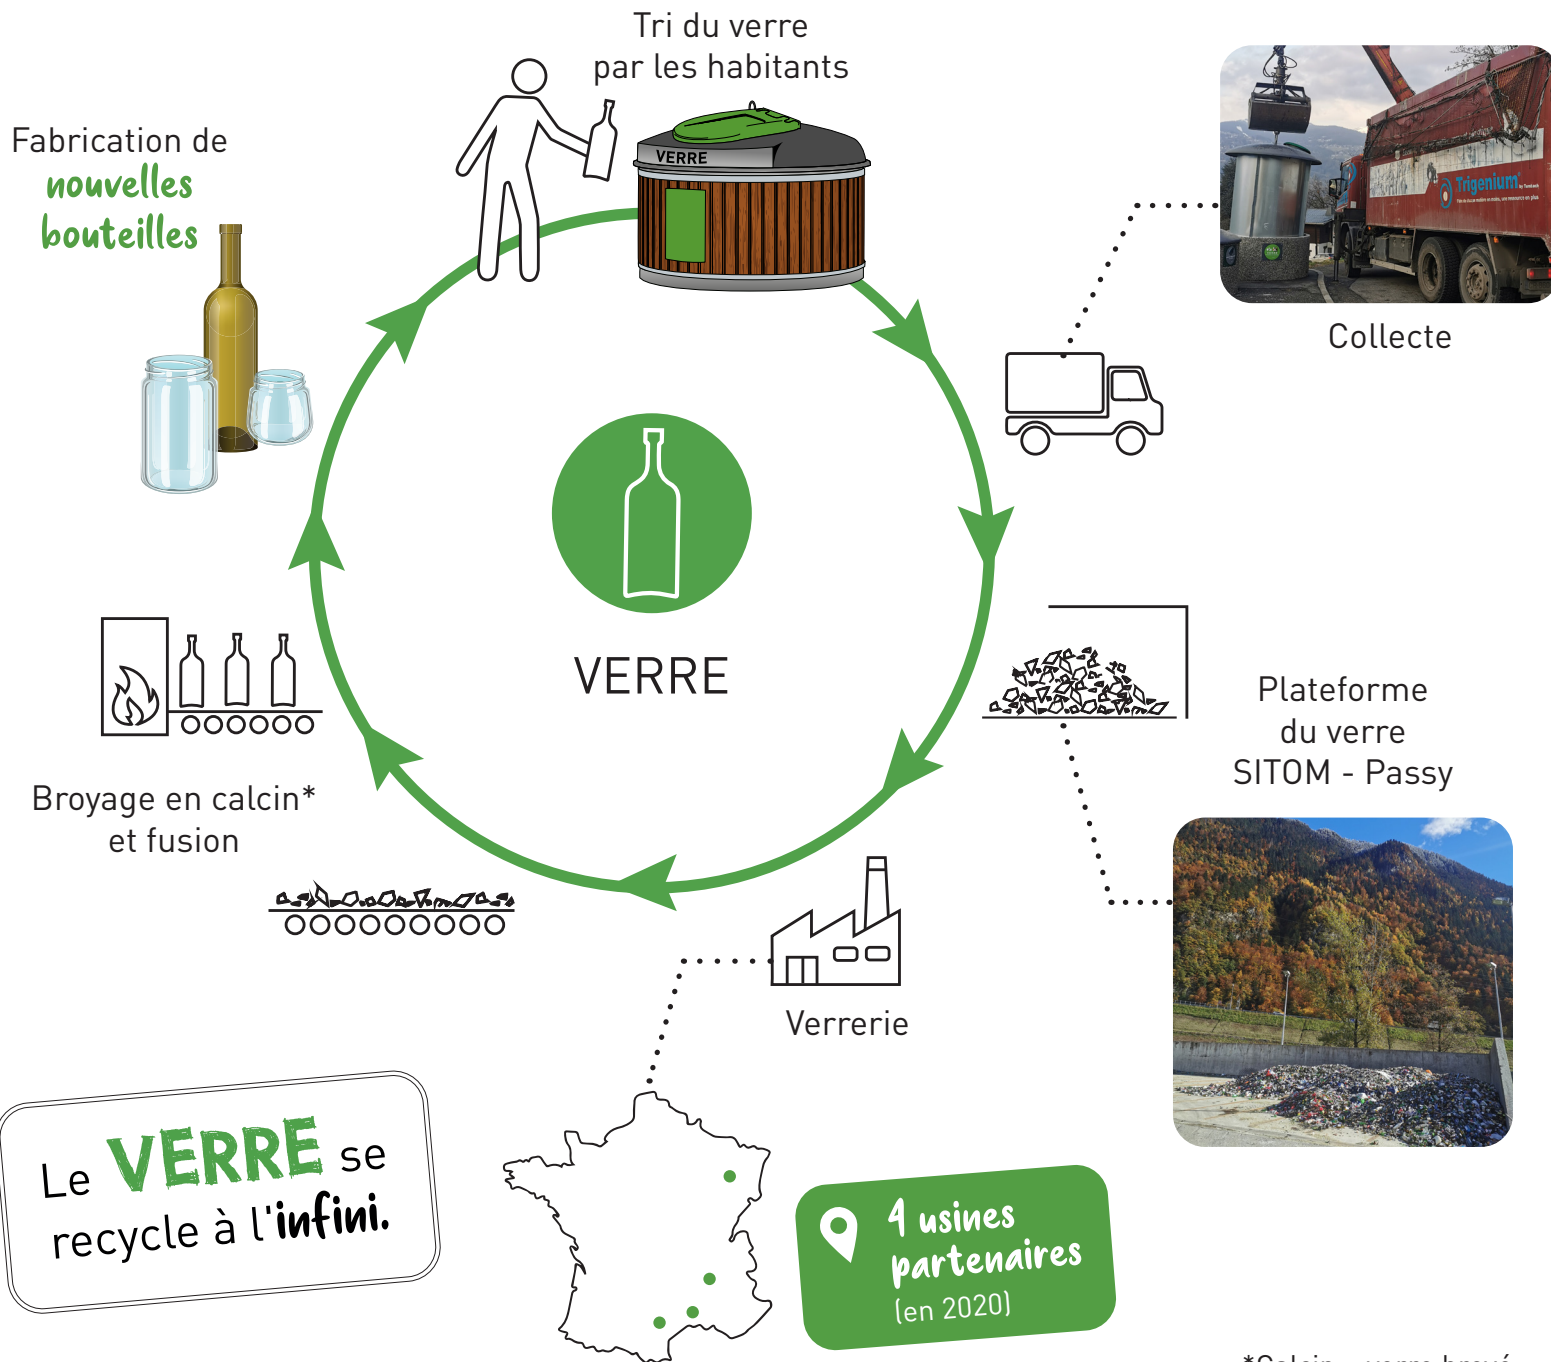 Tri du verre
par les habitants
VERRE
Fabrication de
nouvelles
bouteilles
Trigenium
Collecte
VERRE
Plateforme
du verre
SITOM - Passy
Broyage en calcin*
et fusion
Verrerie
Le VERRE se
recycle à l'infini.
4 usines
partenaires
(en 2020)